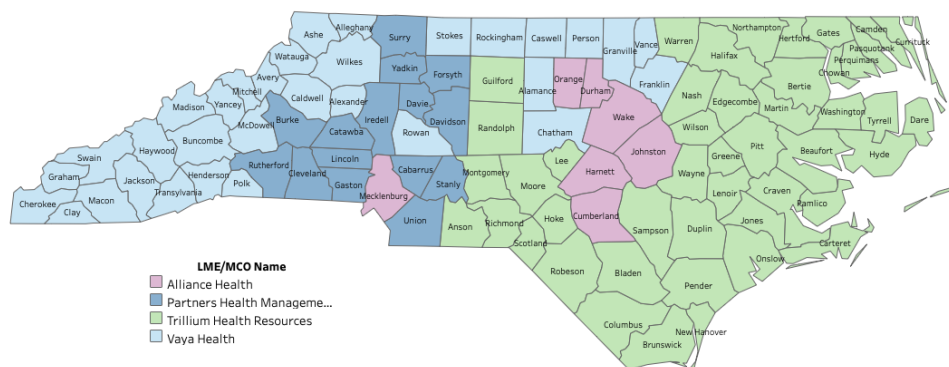 Alleghany
Ashe
Surry
Stokes
Rockingham
Caswell
Person
Granville
Vance
Warren
Northampton
Hertford
Gates
Camden
Currituck
Pasquotank
Perquimans
Chowan
Halifax
Watauga
Wilkes
Yadkin
Forsyth
Guilford
Alamance
Orange
Durham
Franklin
Nash
Edgecombe
Bertie
Martin
Washington
Tyrrell
Dare
Avery
Mitchell
Caldwell
Alexander
Iredell
Davie
Davidson
Randolph
Chatham
Wake
Wilson
Pitt
Beaufort
Hyde
Madison
Yancey
McDowell
Burke
Catawba
Rowan
Johnston
Greene
Swain
Haywood
Buncombe
Rutherford
Cleveland
Lincoln
Gaston
Cabarrus
Stanly
Montgomery
Lee
Moore
Harnett
Wayne
Lenoir
Craven
Pamlico
Graham
Jackson
Henderson
Polk
Cherokee
Clay
Macon
Transylvania
Mecklenburg
Union
Anson
Richmond
Scotland
Hoke
Cumberland
Sampson
Duplin
Jones
Onslow
Carteret
Robeson
Bladen
Pender
Columbus
New Hanover
Brunswick
LME/MCO Name
Alliance Health
Partners Health Manageme...
Trillium Health Resources
Vaya Health